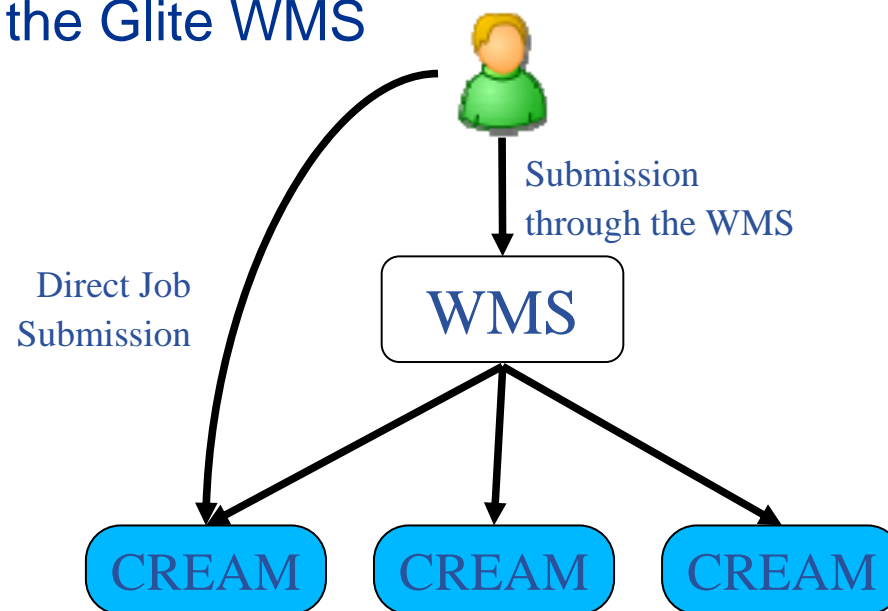 the Glite WMS
Submission
through the WMS
Direct Job
Submission
WMS
CREAM
CREAM
CREAM